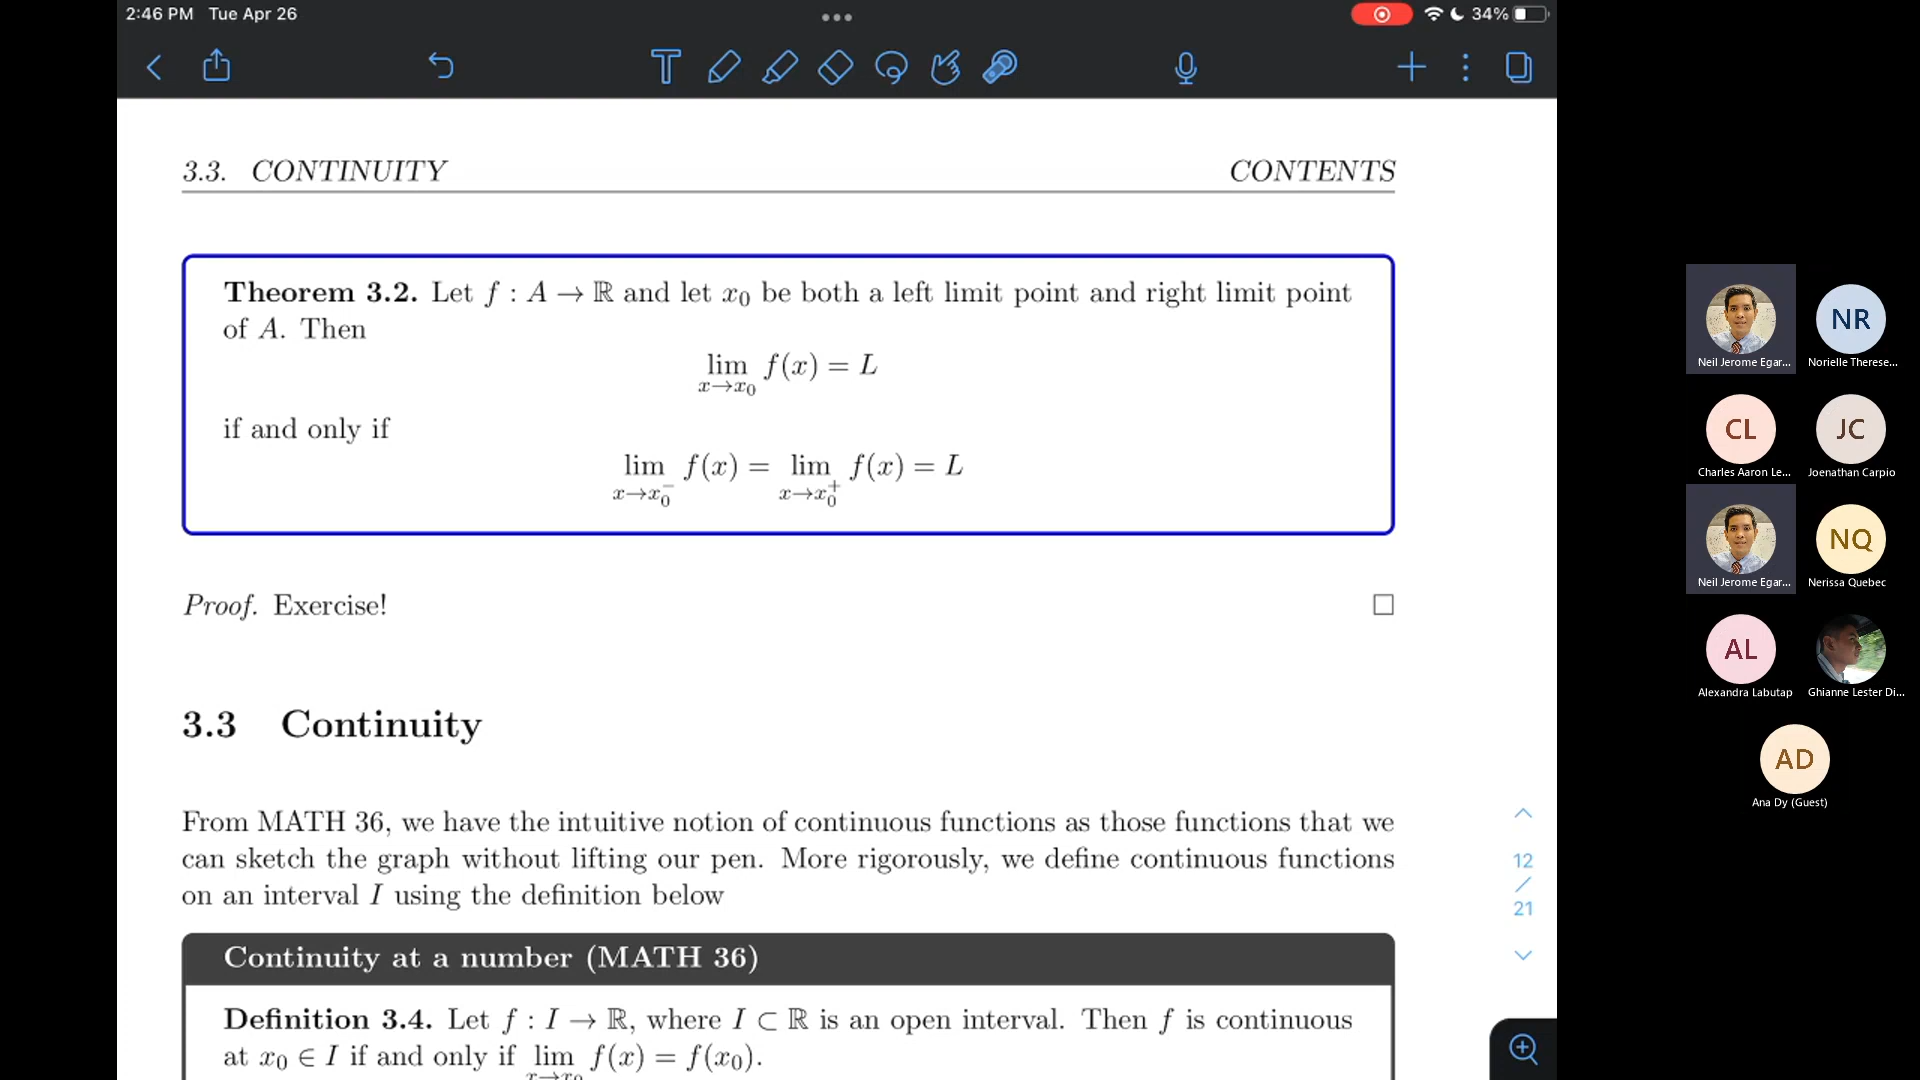 2:46 PM Tue Apr 26
34%
3.3. CONTINUITY CONTENTS
Theorem 3.2. Let f : A → ℝ and let x₀ be both a left limit point and right limit point
of A. Then
lim f(x) = L
x→x₀
if and only if
lim f(x) = lim f(x) = L
x→x₀⁻ x→x₀⁺
Proof. Exercise! □
3.3 Continuity
From MATH 36, we have the intuitive notion of continuous functions as those functions that we
can sketch the graph without lifting our pen. More rigorously, we define continuous functions
on an interval I using the definition below
Continuity at a number (MATH 36)
Definition 3.4. Let f : I → ℝ, where I ⊂ ℝ is an open interval. Then f is continuous
at x₀ ∈ I if and only if lim f(x) = f(x₀).
x→x₀
12
/
21
Neil Jerome Egar...
NR
Norielle Therese...
CL
Charles Aaron Le...
JC
Joenathan Carpio
Neil Jerome Egar...
NQ
Nerissa Quebec
AL
Alexandra Labutap
Ghianne Lester Di...
AD
Ana Dy (Guest)